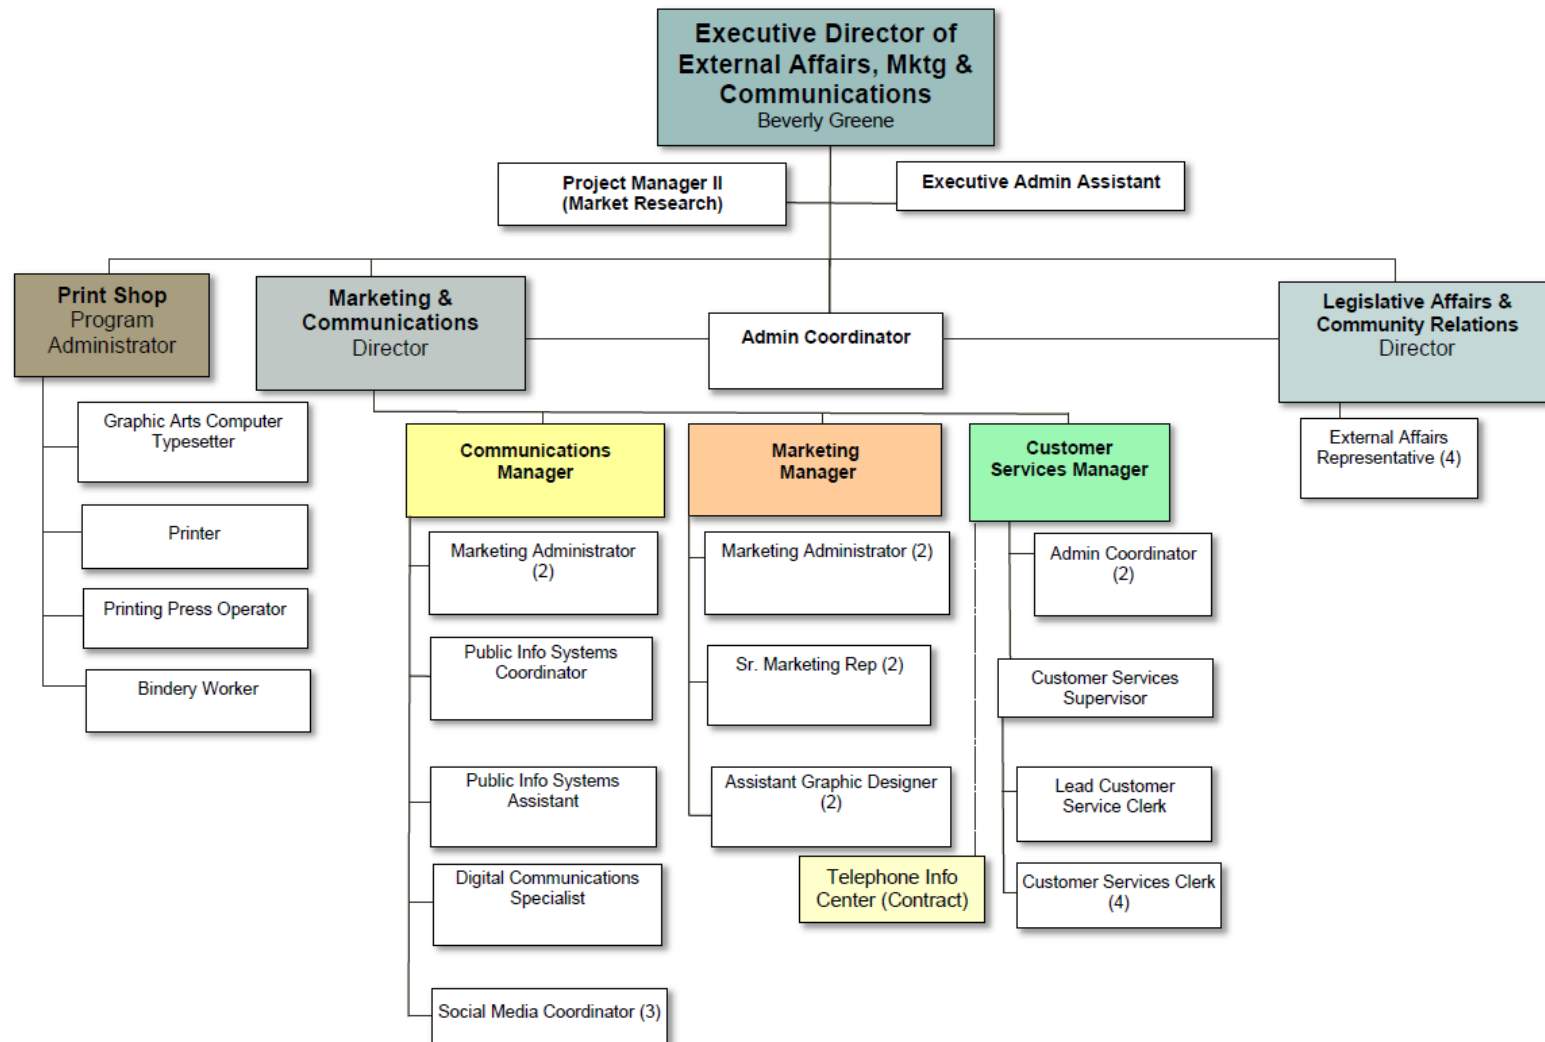 Executive Director of
External Affairs, Mktg &
Communications
Beverly Greene
Project Manager II
(Market Research)
Executive Admin Assistant
Print Shop
Program
Administrator
Marketing &
Communications
Director
Admin Coordinator
Legislative Affairs &
Community Relations
Director
Graphic Arts Computer
Typesetter
Printer
Printing Press Operator
Bindery Worker
Communications
Manager
Marketing Administrator
(2)
Public Info Systems
Coordinator
Public Info Systems
Assistant
Digital Communications
Specialist
Social Media Coordinator (3)
Marketing
Manager
Marketing Administrator (2)
Sr. Marketing Rep (2)
Assistant Graphic Designer
(2)
Customer
Services Manager
Admin Coordinator
(2)
Customer Services
Supervisor
Lead Customer
Service Clerk
Customer Services Clerk
(4)
Telephone Info
Center (Contract)
External Affairs
Representative (4)